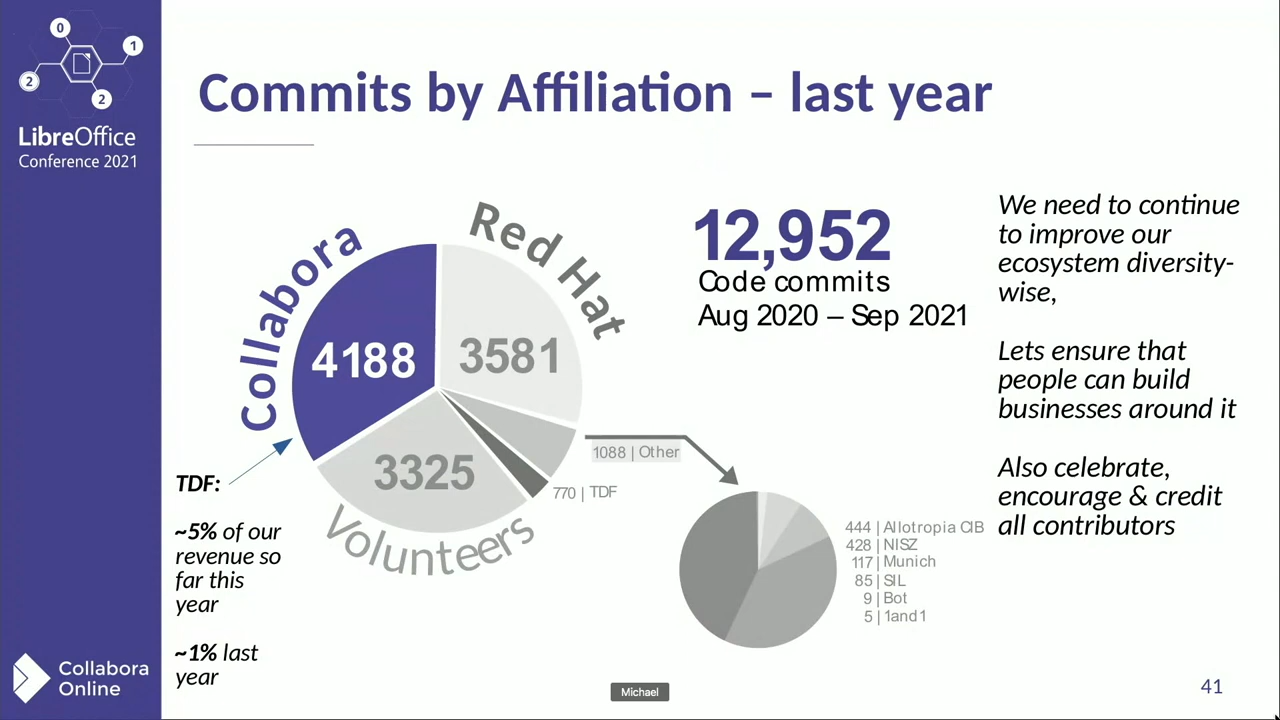 0
1
2
2
LibreOffice
Conference 2021
Commits by Affiliation – last year
Collabora
Red Hat
4188
3581
3325
Volunteers
12,952
Code commits
Aug 2020 – Sep 2021
1088 | Other
770 | TDF
444 | Allotropia CIB
428 | NISZ
117 | Munich
85 | SIL
9 | Bot
5 | 1and1
We need to continue
to improve our
ecosystem diversity-
wise,
Lets ensure that
people can build
businesses around it
Also celebrate,
encourage & credit
all contributors
TDF:
~5% of our
revenue so
far this
year
~1% last
year
Collabora
Online
Michael
41